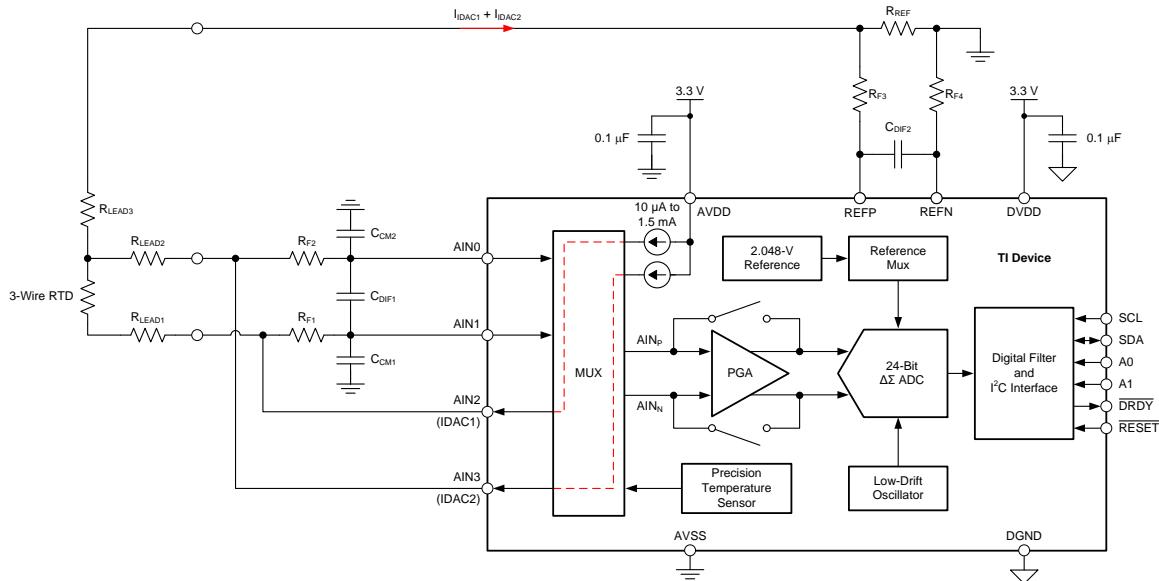 IIDAC1 + IIDAC2
RREF
RF3
RF4
3.3 V
3.3 V
CDIF2
0.1 µF
0.1 µF
RLEAD3
10 µA to
1.5 mA
AVDD
REFP
REFN
DVDD
RLEAD2
RF2
CCM2
AIN0
2.048-V
Reference
Reference
Mux
TI Device
3-Wire RTD
CDIF1
RLEAD1
RF1
AIN1
CCM1
MUX
AINP
AINN
PGA
24-Bit
ΔΣ ADC
Digital Filter
and
I2C Interface
SCL
SDA
A0
A1
DRDY
RESET
AIN2
(IDAC1)
AIN3
(IDAC2)
Precision
Temperature
Sensor
Low-Drift
Oscillator
AVSS
DGND